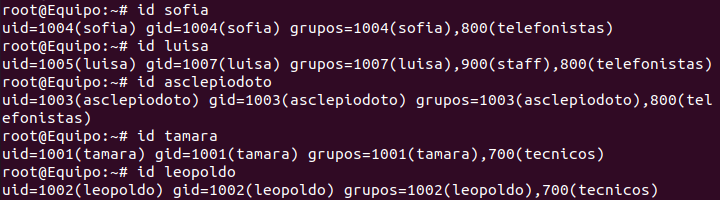 root@Equipo:~# id sofia
uid=1004(sofia) gid=1004(sofia) grupos=1004(sofia),800(telefonistas)
root@Equipo:~# id luisa
uid=1005(luisa) gid=1007(luisa) grupos=1007(luisa),900(staff),800(telefonistas)
root@Equipo:~# id asclepiodoto
uid=1003(asclepiodoto) gid=1003(asclepiodoto) grupos=1003(asclepiodoto),800(tel
efonistas)
root@Equipo:~# id tamara
uid=1001(tamara) gid=1001(tamara) grupos=1001(tamara),700(tecnicos)
root@Equipo:~# id leopoldo
uid=1002(leopoldo) gid=1002(leopoldo) grupos=1002(leopoldo),700(tecnicos)